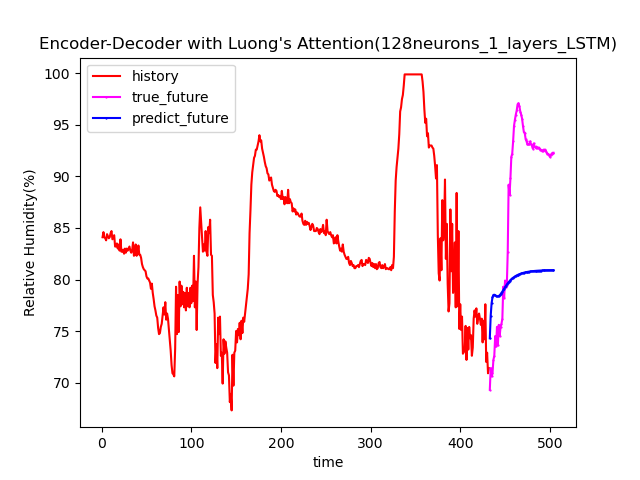 Encoder-Decoder with Luong's Attention(128neurons_1_layers_LSTM)
history
true_future
predict_future
Relative Humidity(%)
100
95
90
85
80
75
70
0 100 200 300 400 500
time